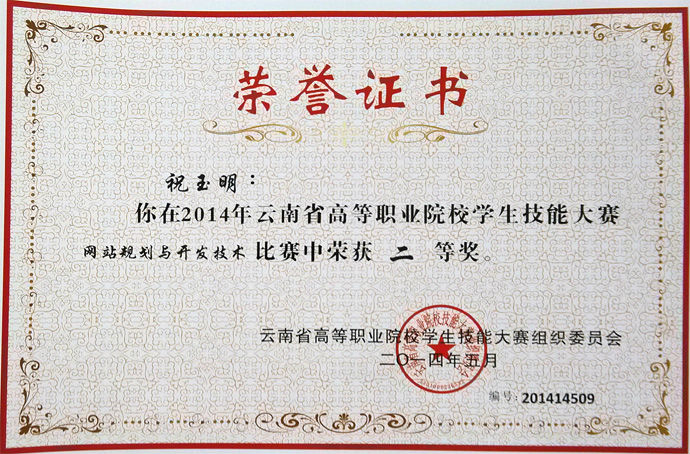 荣誉证书
祝玉明：
你在2014年云南省高等职业院校学生技能大赛
网站规划与开发技术 比赛中荣获 二 等奖。
云南省高等职业院校学生技能大赛组织委员会
二〇一四年五月
编号：201414509